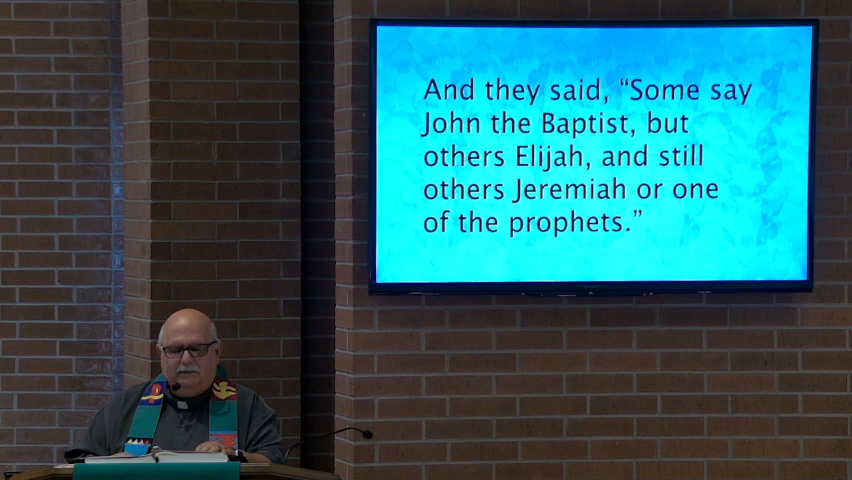 And they said, “Some say
John the Baptist, but
others Elijah, and still
others Jeremiah or one
of the prophets.”